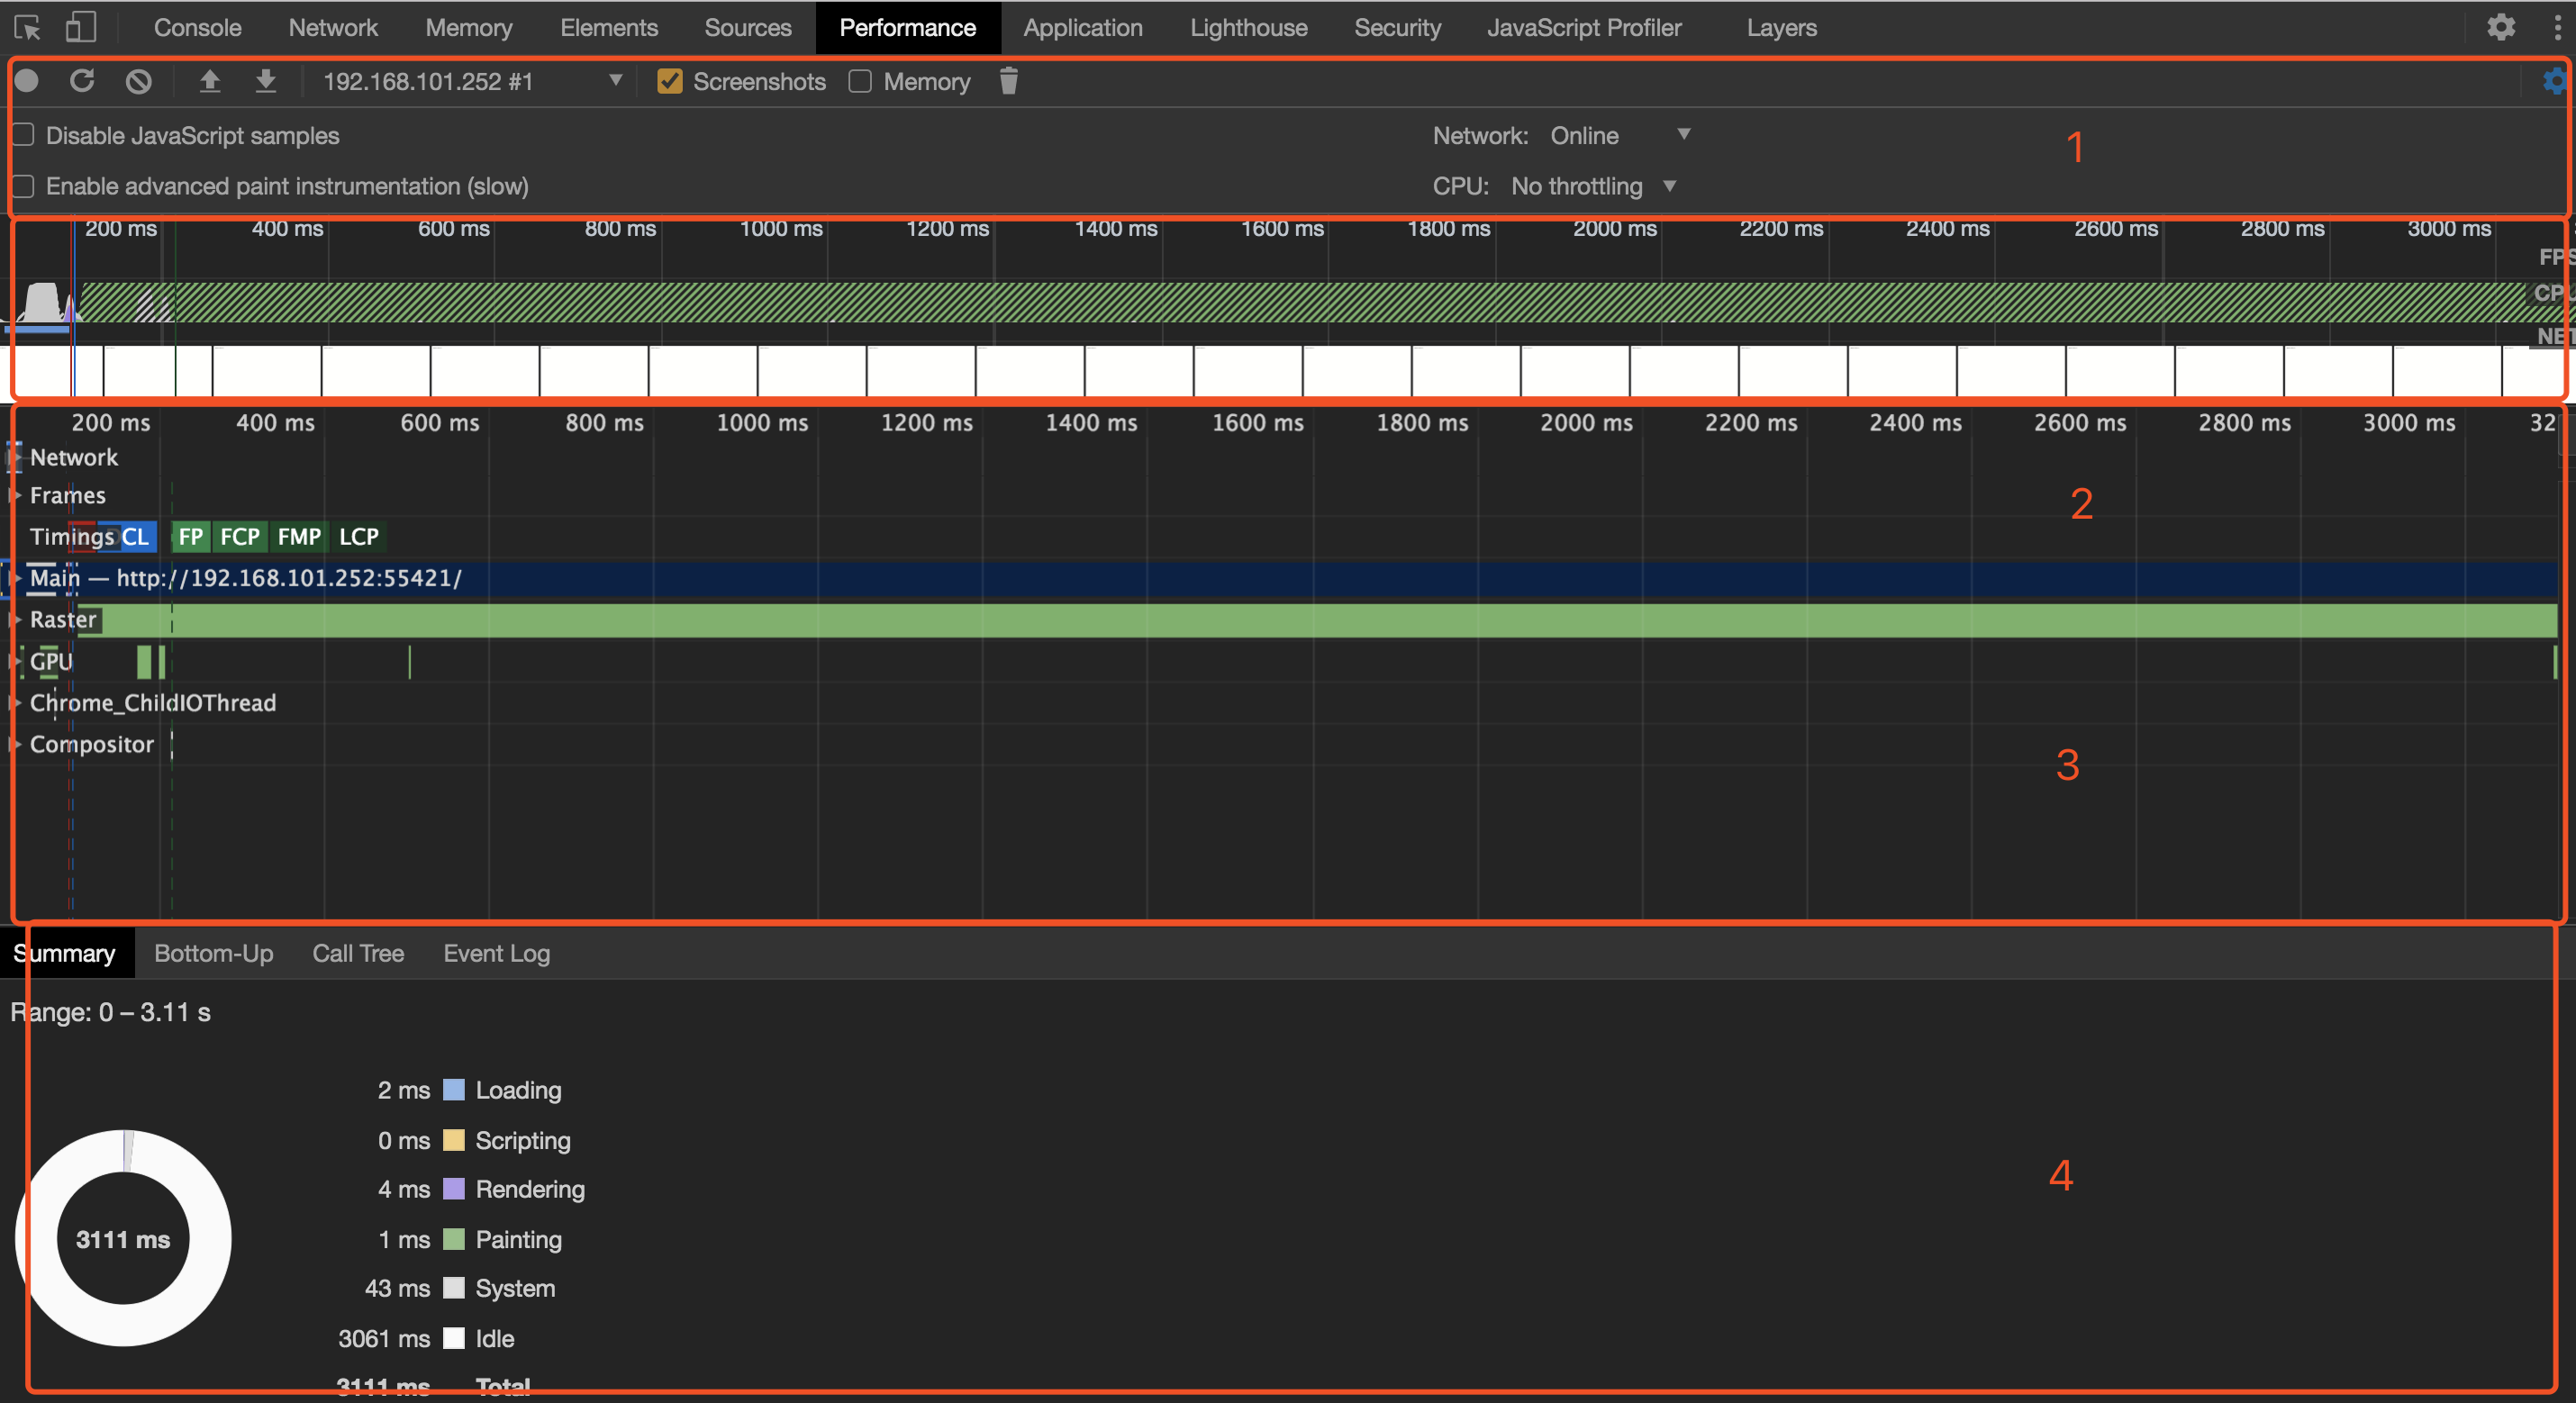 Console Network Memory Elements Sources Performance Application Lighthouse Security JavaScript Profiler Layers
192.168.101.252 #1 Screenshots Memory
Disable JavaScript samples Network: Online 1
Enable advanced paint instrumentation (slow) CPU: No throttling
200 ms 400 ms 600 ms 800 ms 1000 ms 1200 ms 1400 ms 1600 ms 1800 ms 2000 ms 2200 ms 2400 ms 2600 ms 2800 ms 3000 ms
FPS
CPU
NET
200 ms 400 ms 600 ms 800 ms 1000 ms 1200 ms 1400 ms 1600 ms 1800 ms 2000 ms 2200 ms 2400 ms 2600 ms 2800 ms 3000 ms 32
Network
Frames 2
Timings DCL FP FCP FMP LCP
Main — http://192.168.101.252:55421/
Raster
GPU
Chrome_ChildIOThread
Compositor 3
Summary Bottom-Up Call Tree Event Log
Range: 0 – 3.11 s
2 ms Loading
0 ms Scripting
4 ms Rendering 4
3111 ms 1 ms Painting
43 ms System
3061 ms Idle
3111 ms Total